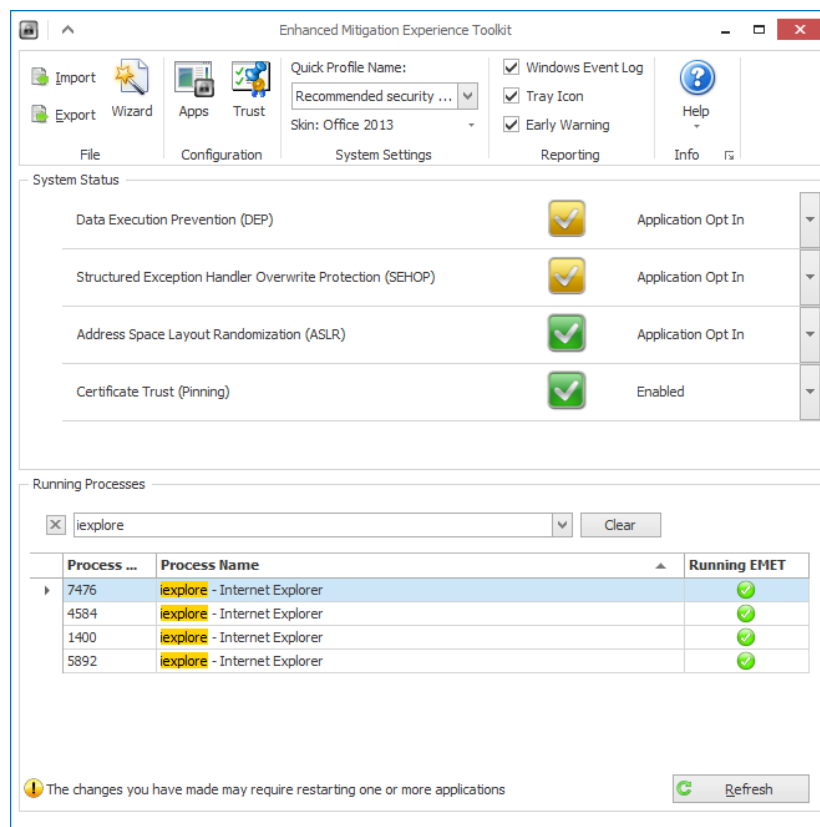 Enhanced Mitigation Experience Toolkit
Import
Export
Wizard
File
Apps
Trust
Configuration
Quick Profile Name:
Recommended security ...
Skin: Office 2013
System Settings
Windows Event Log
Tray Icon
Early Warning
Reporting
Help
Info
System Status
Data Execution Prevention (DEP) Application Opt In
Structured Exception Handler Overwrite Protection (SEHOP) Application Opt In
Address Space Layout Randomization (ASLR) Application Opt In
Certificate Trust (Pinning) Enabled
Running Processes
iexplore Clear
Process ... Process Name Running EMET
7476 iexplore - Internet Explorer
4584 iexplore - Internet Explorer
1400 iexplore - Internet Explorer
5892 iexplore - Internet Explorer
The changes you have made may require restarting one or more applications Refresh